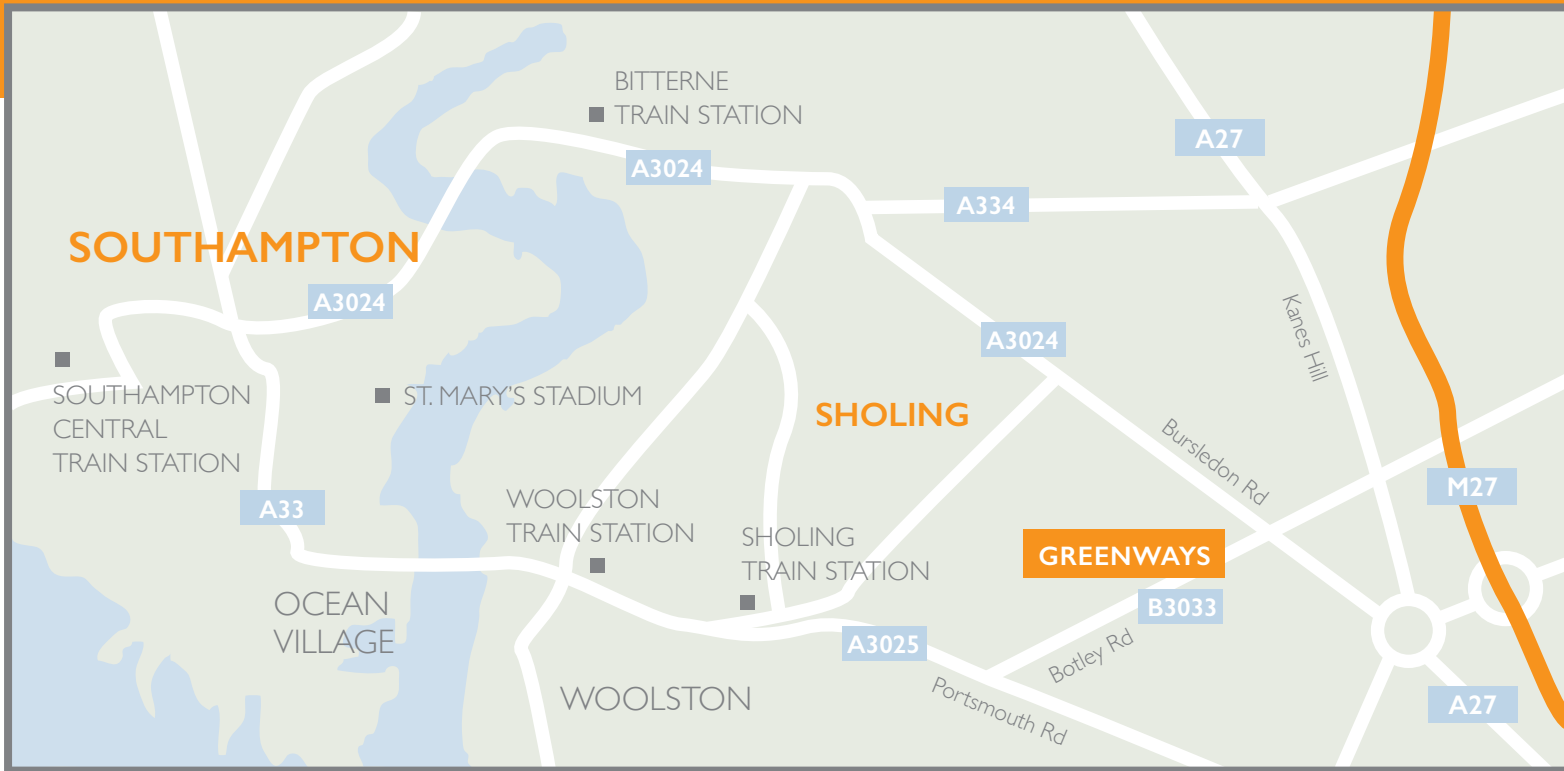 BITTERNE
TRAIN STATION
A27
A3024
A334
SOUTHAMPTON
A3024
Kanes Hill
A3024
SOUTHAMPTON
CENTRAL
TRAIN STATION
ST. MARY'S STADIUM
SHOLING
Bursledon Rd
M27
A33
WOOLSTON
TRAIN STATION
SHOLING
TRAIN STATION
GREENWAYS
B3033
OCEAN
VILLAGE
A3025
Botley Rd
WOOLSTON
Portsmouth Rd
A27